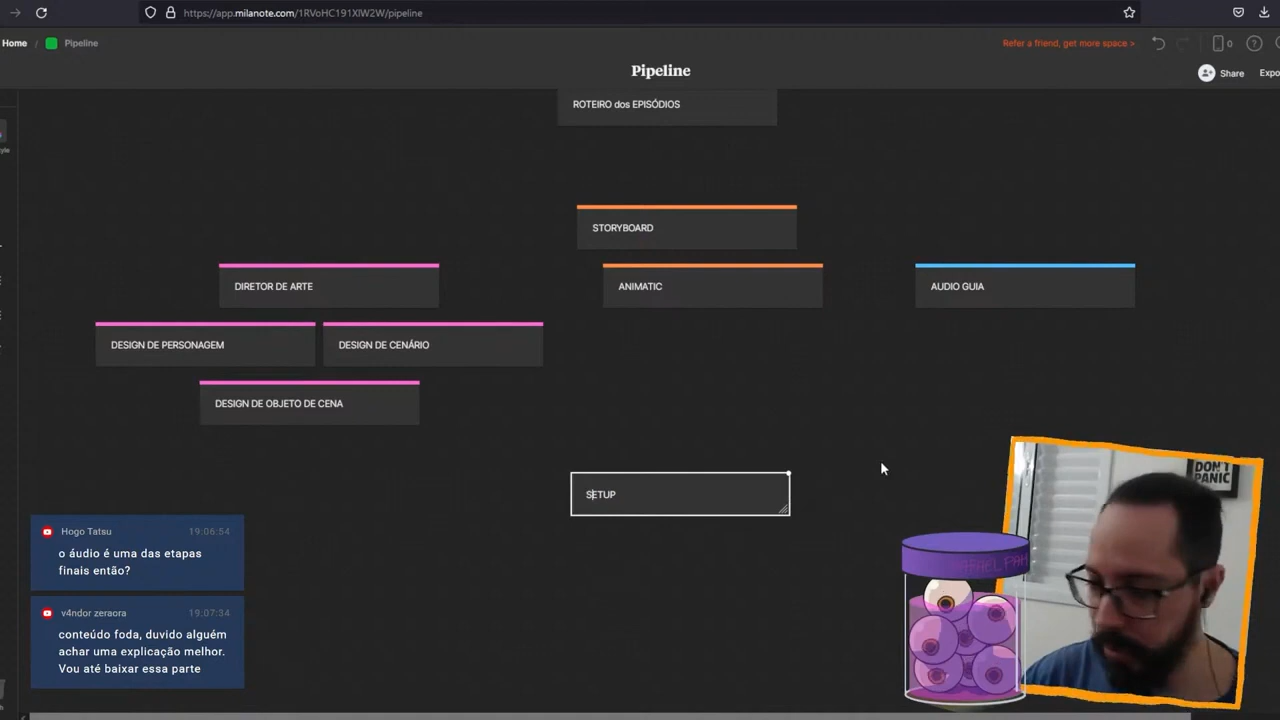 https://app.milanote.com/1RVoHC191XIW2W/pipeline
Home / Pipeline
Refer a friend, get more space >
0
?
Pipeline
Share
Expo
ROTEIRO dos EPISÓDIOS
STORYBOARD
DIRETOR DE ARTE
ANIMATIC
AUDIO GUIA
DESIGN DE PERSONAGEM
DESIGN DE CENÁRIO
DESIGN DE OBJETO DE CENA
SETUP
DON'T
PANIC
Hogo Tatsu 19:06:54
o áudio é uma das etapas
finais então?
v4ndor zeraora 19:07:34
conteúdo foda, duvido alguém
achar uma explicação melhor.
Vou até baixar essa parte